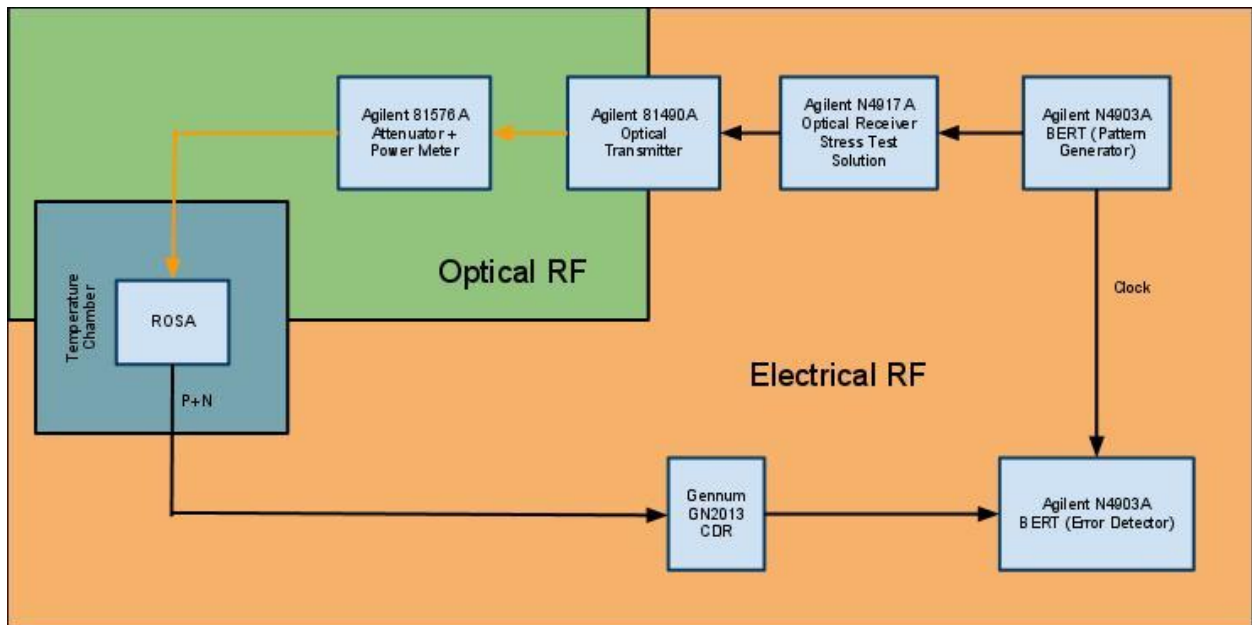 Agilent 81576A
Attenuator +
Power Meter
Agilent 81490A
Optical
Transmitter
Agilent N4917A
Optical Receiver
Stress Test
Solution
Agilent N4903A
BERT (Pattern
Generator)
Optical RF
Clock
Temperature
Chamber
ROSA
P+N
Electrical RF
Gennum
GN2013
CDR
Agilent N4903A
BERT (Error Detector)